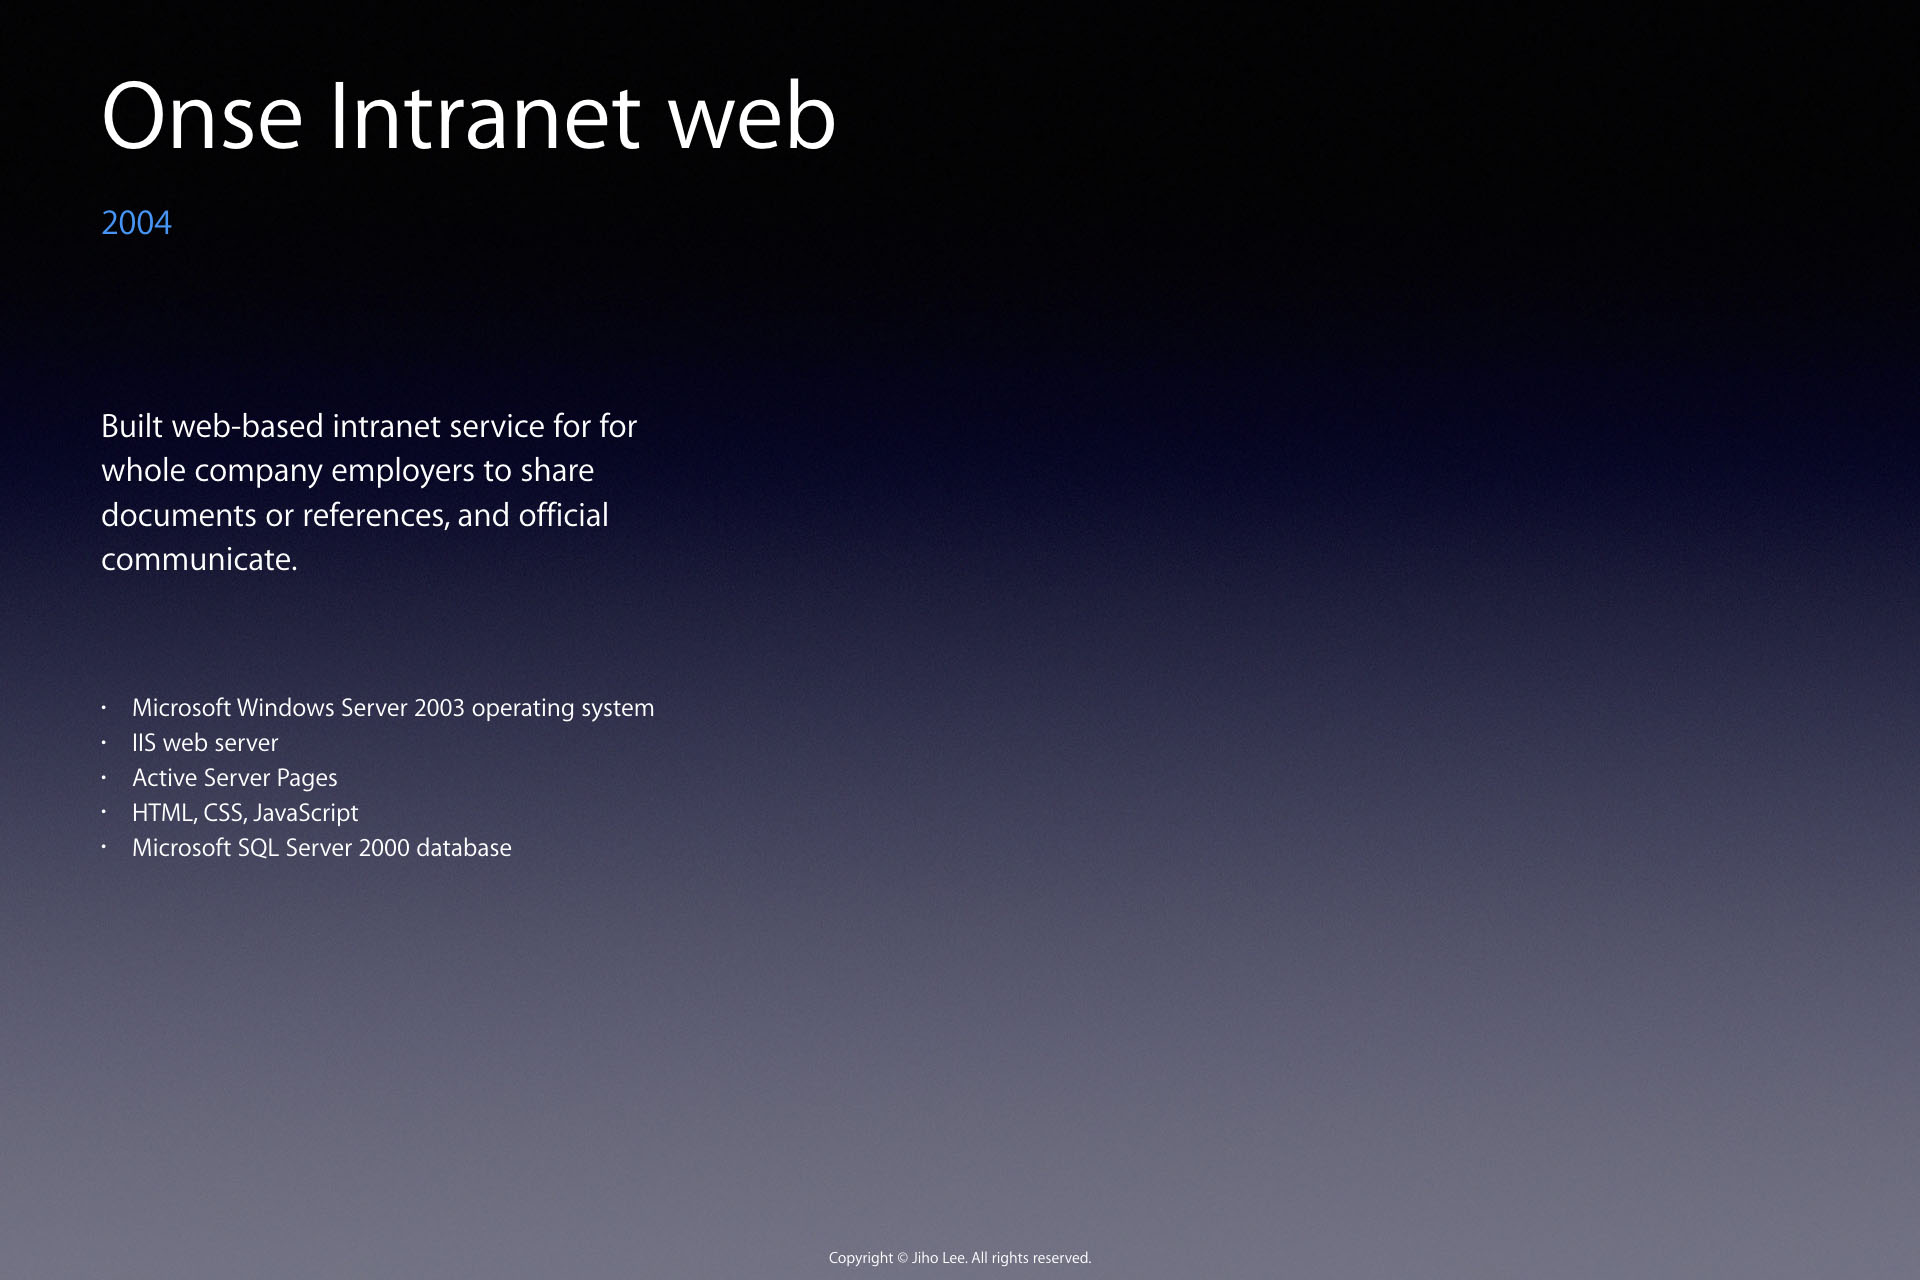 Onse Intranet web
2004
Built web-based intranet service for for
whole company employers to share
documents or references, and official
communicate.
• Microsoft Windows Server 2003 operating system
• IIS web server
• Active Server Pages
• HTML, CSS, JavaScript
• Microsoft SQL Server 2000 database
Copyright © Jiho Lee. All rights reserved.